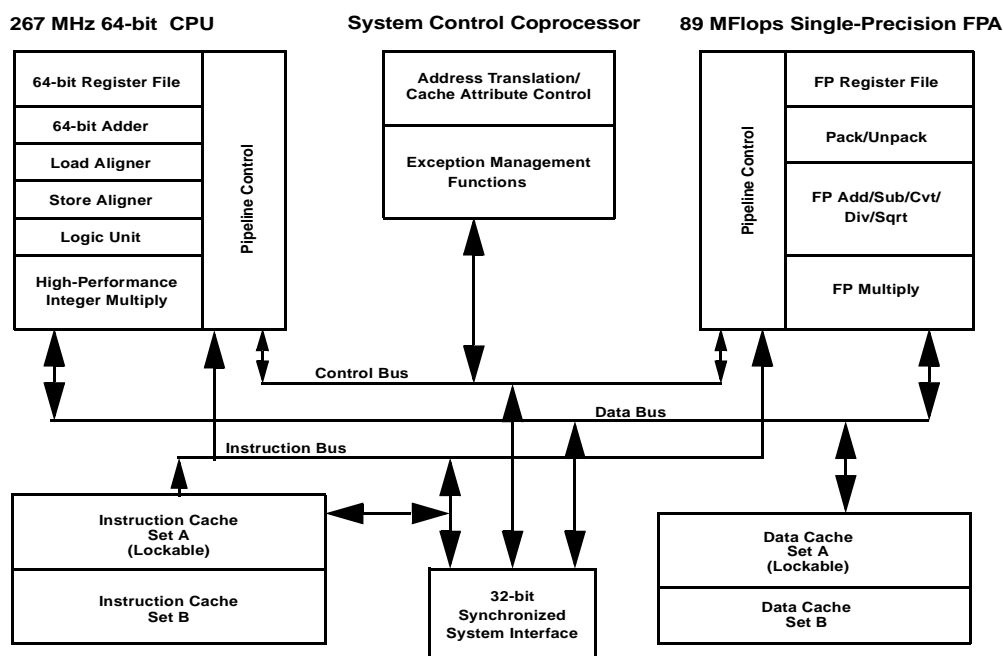 267 MHz 64-bit CPU
System Control Coprocessor
89 MFlops Single-Precision FPA
64-bit Register File
64-bit Adder
Load Aligner
Store Aligner
Logic Unit
High-Performance
Integer Multiply
Pipeline Control
Address Translation/
Cache Attribute Control
Exception Management
Functions
Pipeline Control
FP Register File
Pack/Unpack
FP Add/Sub/Cvt/
Div/Sqrt
FP Multiply
Control Bus
Data Bus
Instruction Bus
Instruction Cache
Set A
(Lockable)
Instruction Cache
Set B
32-bit
Synchronized
System Interface
Data Cache
Set A
(Lockable)
Data Cache
Set B